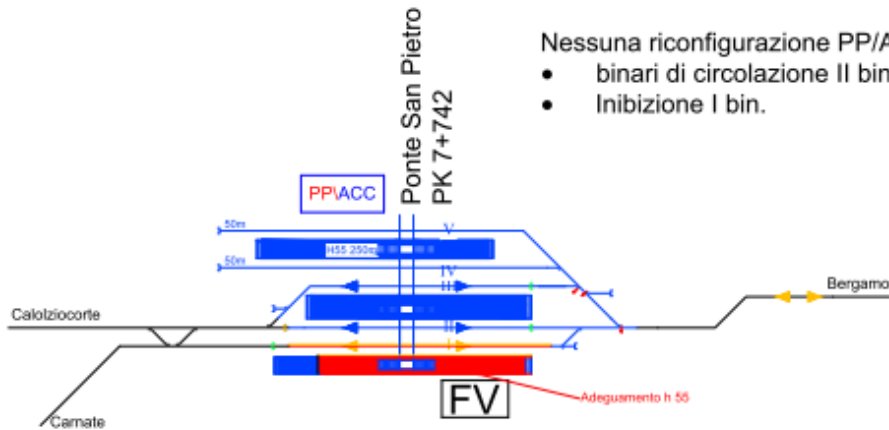 Nessuna riconfigurazione PP/A
• binari di circolazione II bin
• Inibizione I bin.
Ponte San Pietro
PK 7+742
PP\ACC
50m
V
H55 250m
50m
IV
III
Bergamo
Calolziocorte
II
I
FV
Adeguamento h 55
Carnate